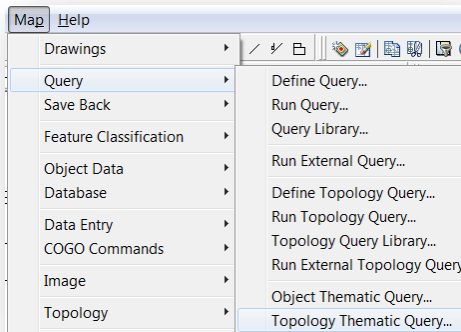 Map Help
Drawings
Query
Save Back
Feature Classification
Object Data
Database
Data Entry
COGO Commands
Image
Topology
Define Query...
Run Query...
Query Library...
Run External Query...
Define Topology Query...
Run Topology Query...
Topology Query Library...
Run External Topology Query
Object Thematic Query...
Topology Thematic Query...